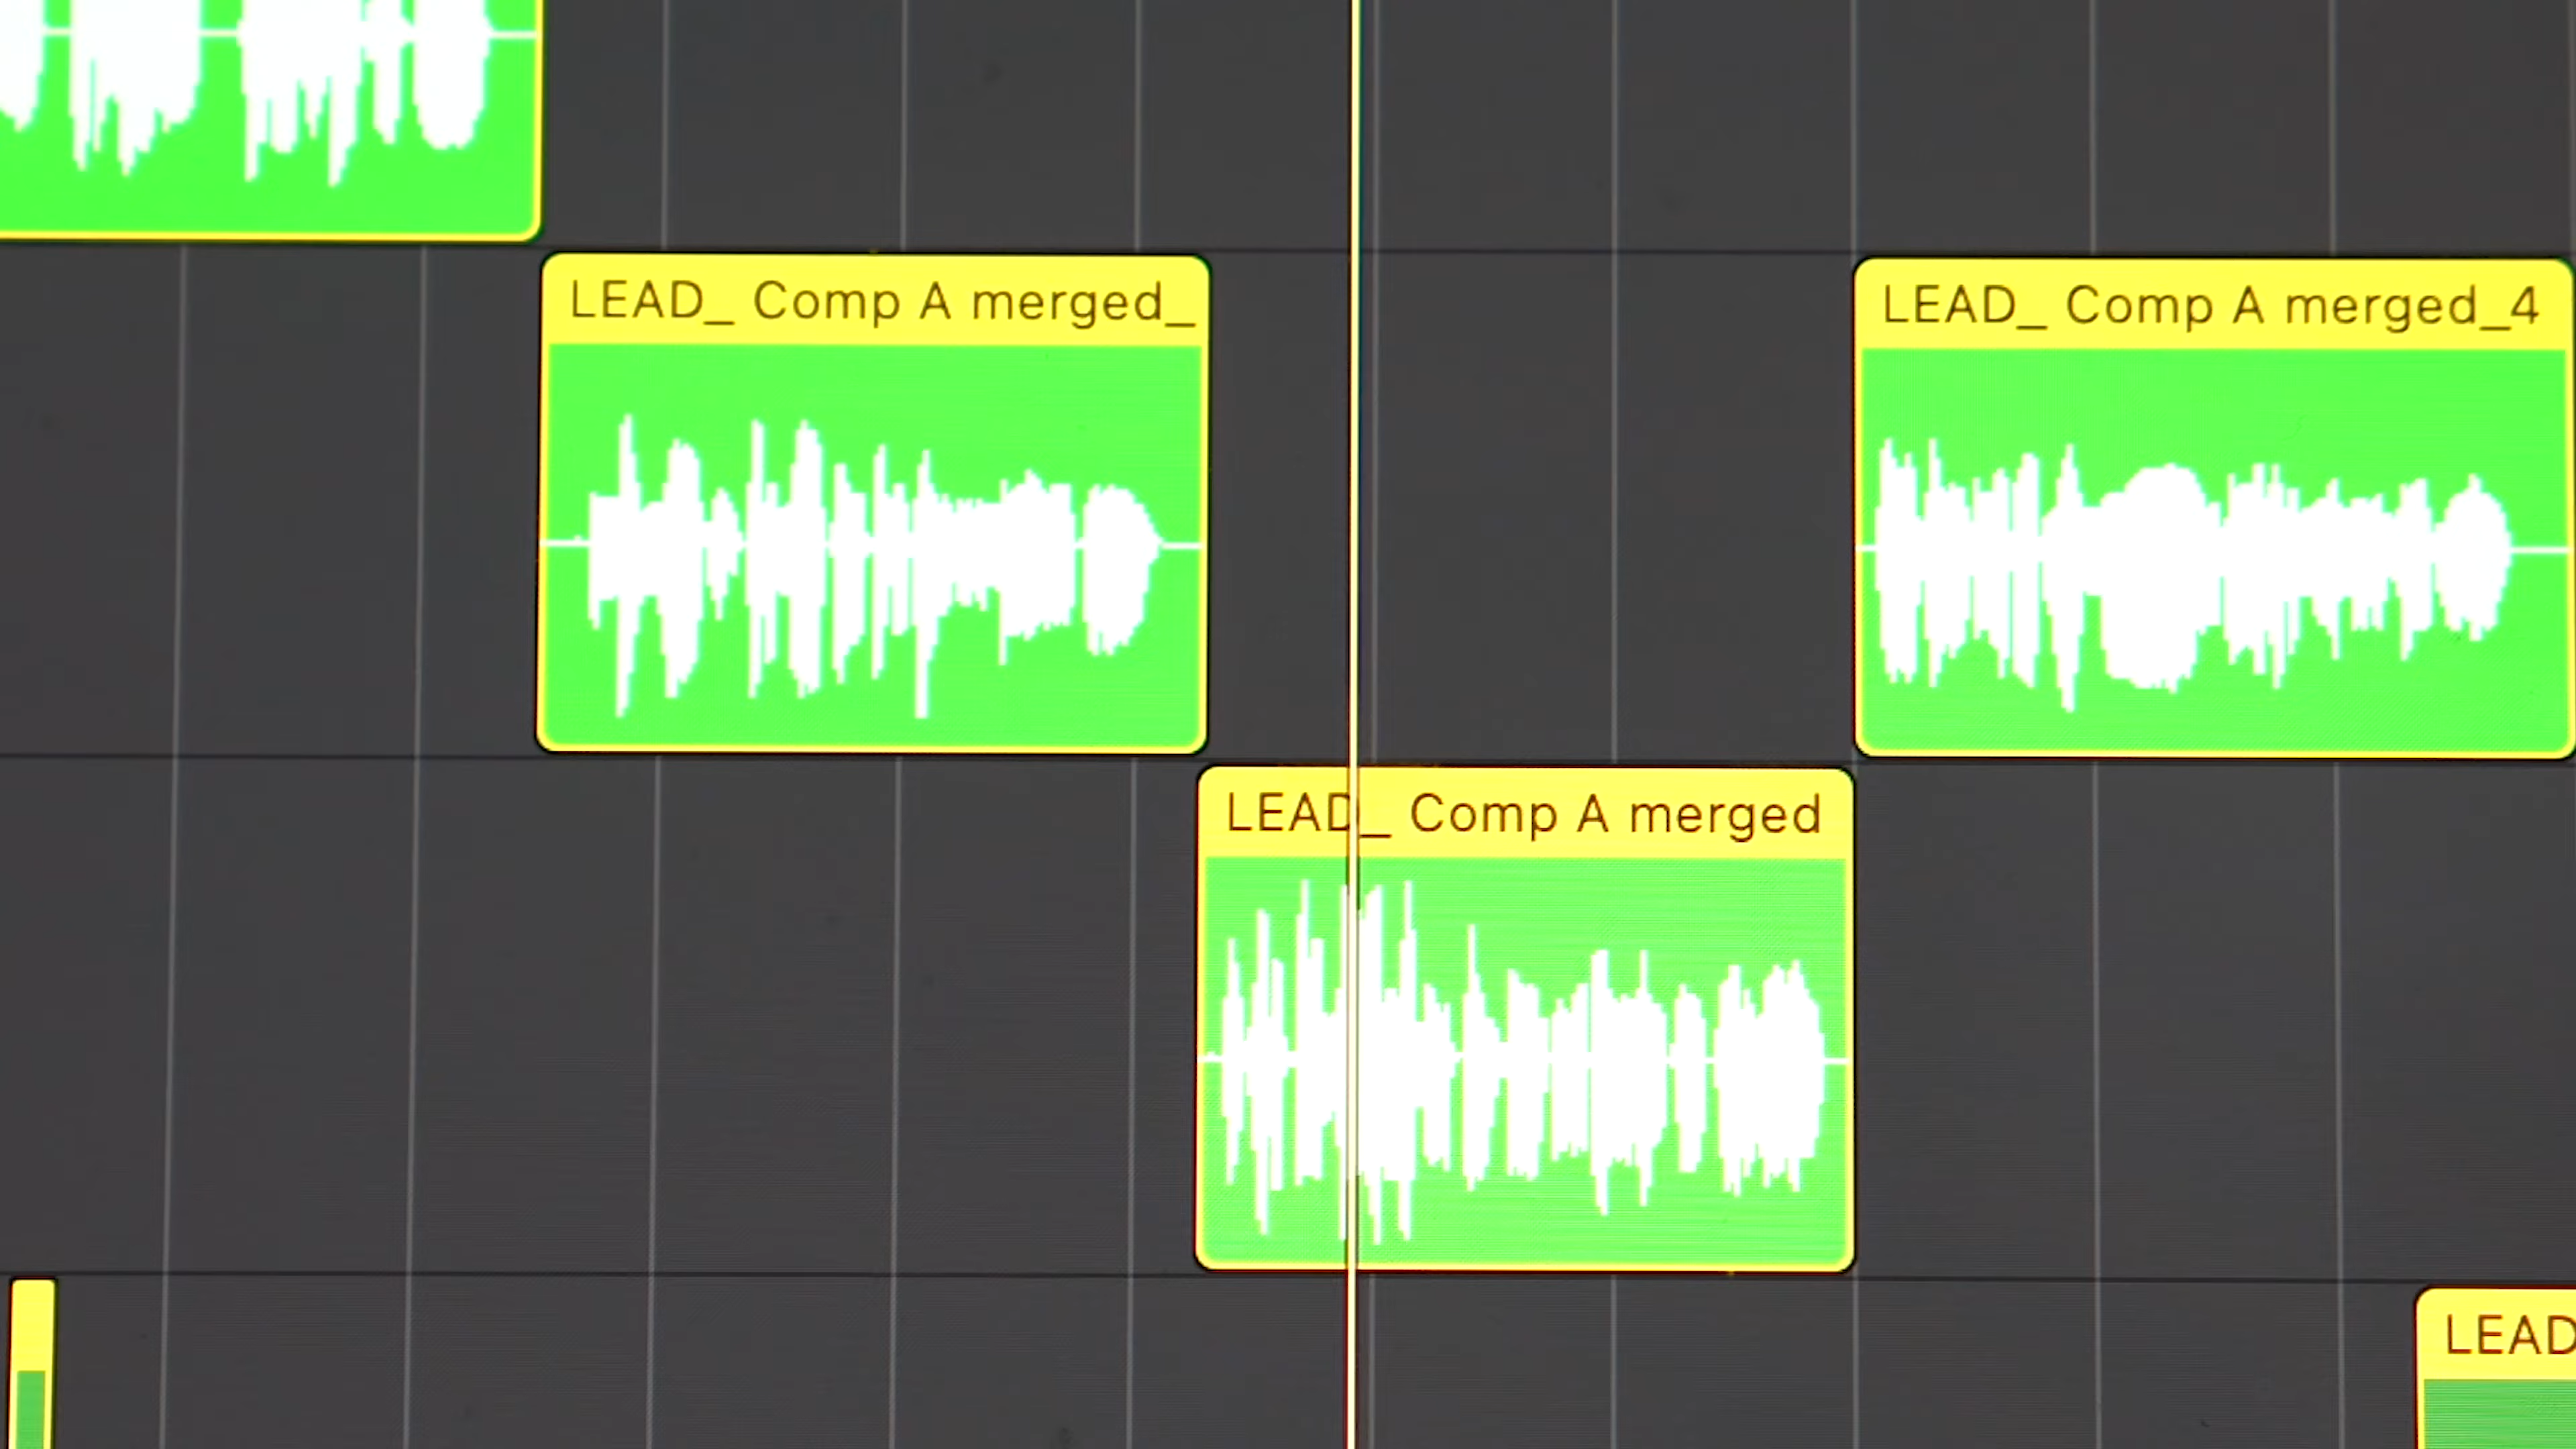 LEAD_ Comp A merged_
LEAD_ Comp A merged_4
LEAD_ Comp A merged
LEAD